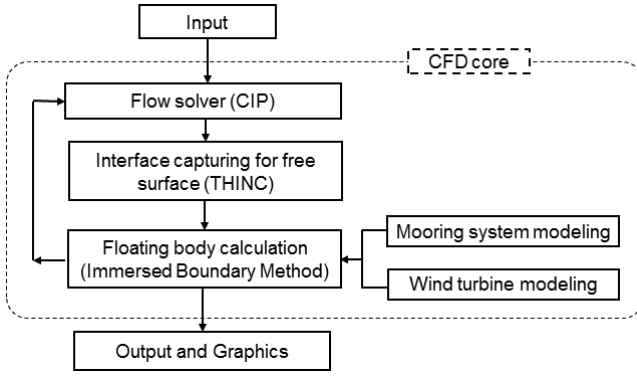 Input
CFD core
Flow solver (CIP)
Interface capturing for free
surface (THINC)
Floating body calculation
(Immersed Boundary Method)
Mooring system modeling
Wind turbine modeling
Output and Graphics